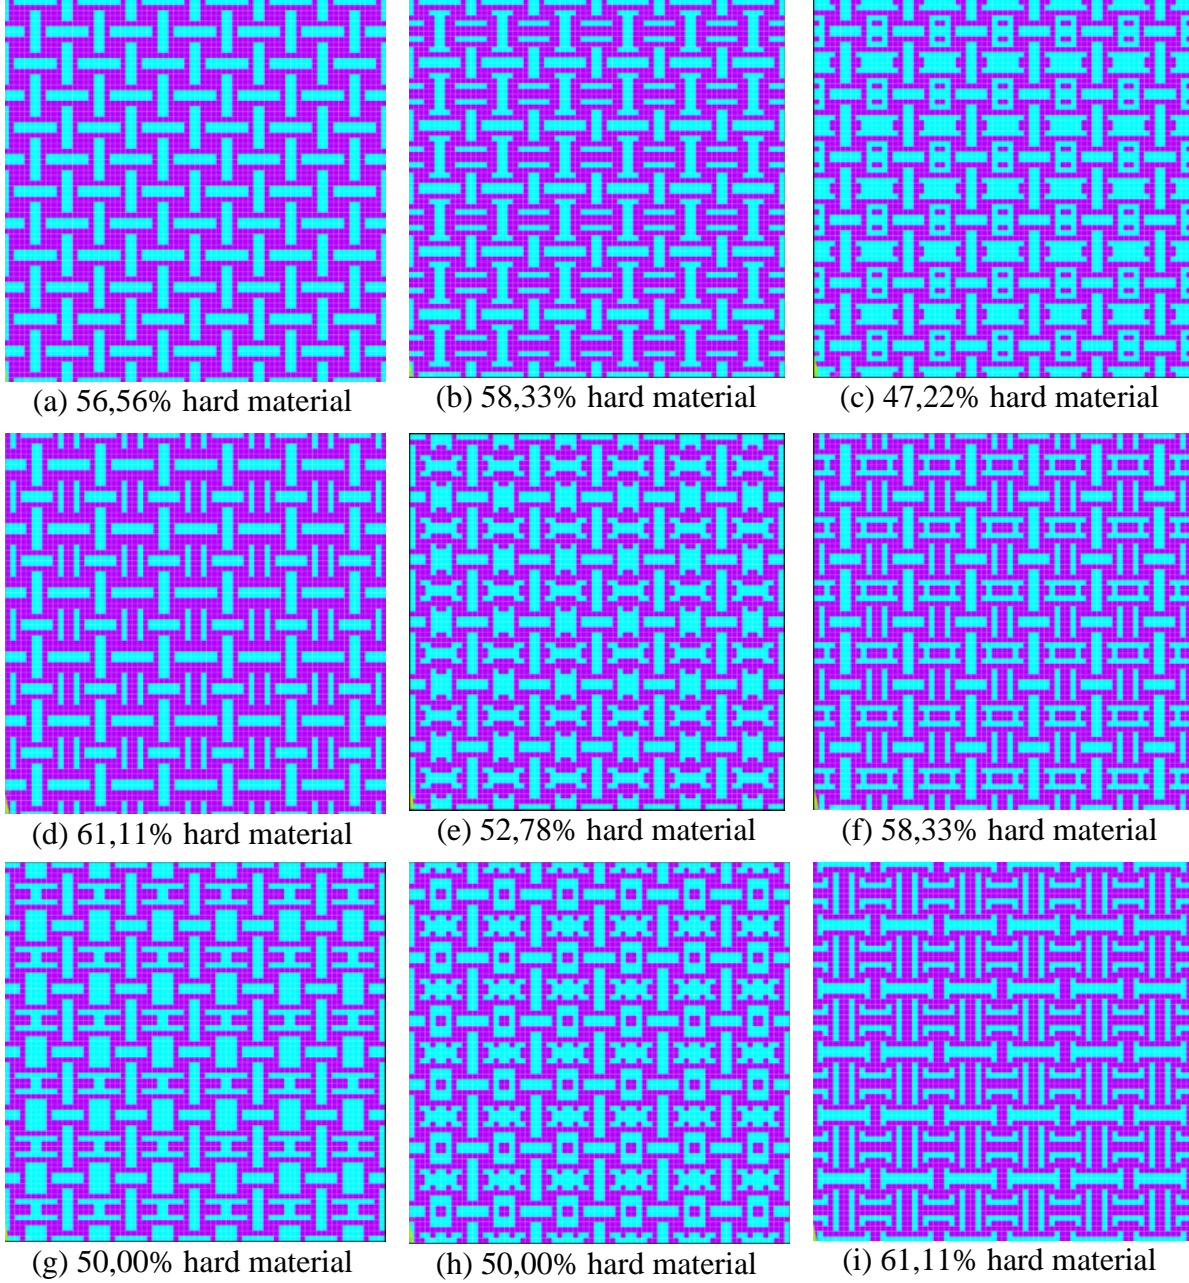 (a) 56,56% hard material
(b) 58,33% hard material
(c) 47,22% hard material
(d) 61,11% hard material
(e) 52,78% hard material
(f) 58,33% hard material
(g) 50,00% hard material
(h) 50,00% hard material
(i) 61,11% hard material